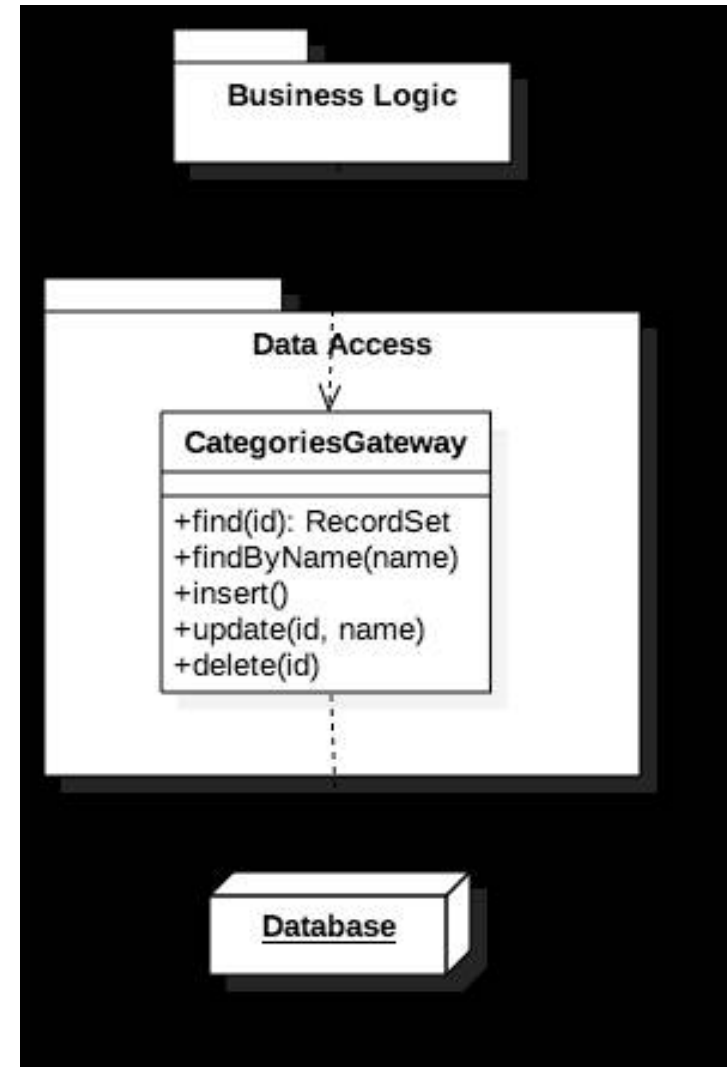 Business Logic
Data Access
CategoriesGateway
+find(id): RecordSet
+findByName(name)
+insert()
+update(id, name)
+delete(id)
Database